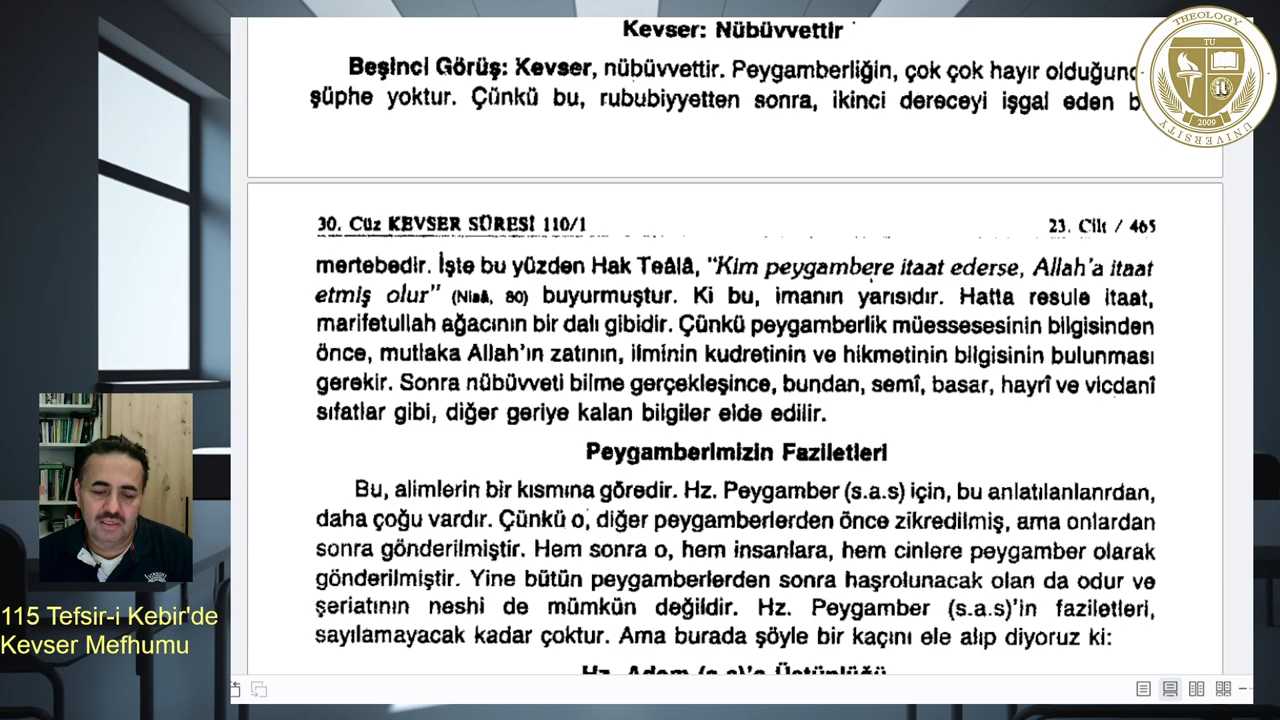 Kevser: Nübüvvettir
Beşinci Görüş: Kevser, nübüvvettir. Peygamberliğin, çok çok hayır olduğund
şüphe yoktur. Çünkü bu, rububiyyetten sonra, ikinci dereceyi işgal eden b
30. Cüz KEVSER SÛRESİ 110/1
23. Cilt / 465
mertebedir. İşte bu yüzden Hak Teâlâ, "Kim peygambere itaat ederse, Allah'a itaat
etmiş olur" (Nisâ, 80) buyurmuştur. Ki bu, imanın yarısıdır. Hatta resule itaat,
marifetullah ağacının bir dalı gibidir. Çünkü peygamberlik müessesesinin bilgisinden
önce, mutlaka Allah'ın zatının, ilminin kudretinin ve hikmetinin bilgisinin bulunması
gerekir. Sonra nübüvveti bilme gerçekleşince, bundan, semî, basar, hayrî ve vicdanî
sıfatlar gibi, diğer geriye kalan bilgiler elde edilir.
Peygamberimizin Faziletleri
Bu, alimlerin bir kısmına göredir. Hz. Peygamber (s.a.s) için, bu anlatılanlanrdan,
daha çoğu vardır. Çünkü o, diğer peygamberlerden önce zikredilmiş, ama onlardan
sonra gönderilmiştir. Hem sonra o, hem insanlara, hem cinlere peygamber olarak
gönderilmiştir. Yine bütün peygamberlerden sonra haşrolunacak olan da odur ve
şeriatının neshi de mümkün değildir. Hz. Peygamber (s.a.s)'in faziletleri,
sayılamayacak kadar çoktur. Ama burada şöyle bir kaçını ele alıp diyoruz ki:
Hz. Adem (s.a)'e Üstünlüğü
THEOLOGY
TU
2009
UNIVERSITY
115 Tefsir-i Kebir'de
Kevser Mefhumu